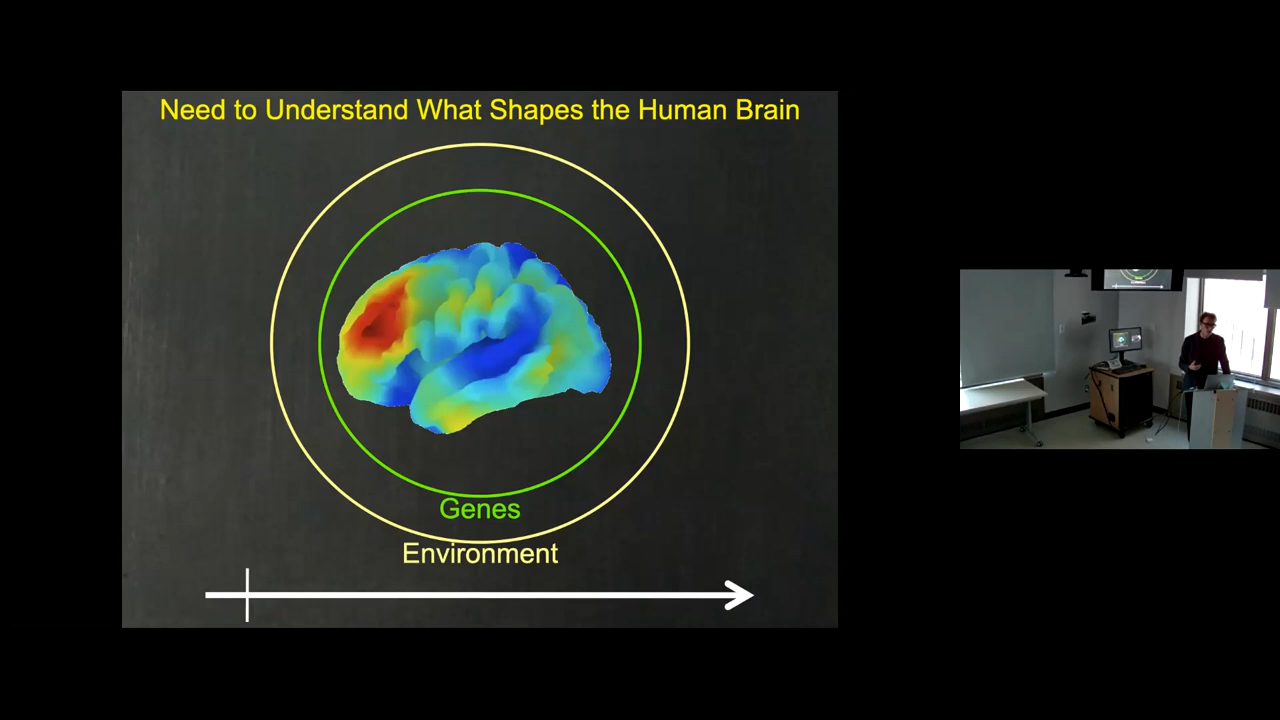 Need to Understand What Shapes the Human Brain
Genes
Environment